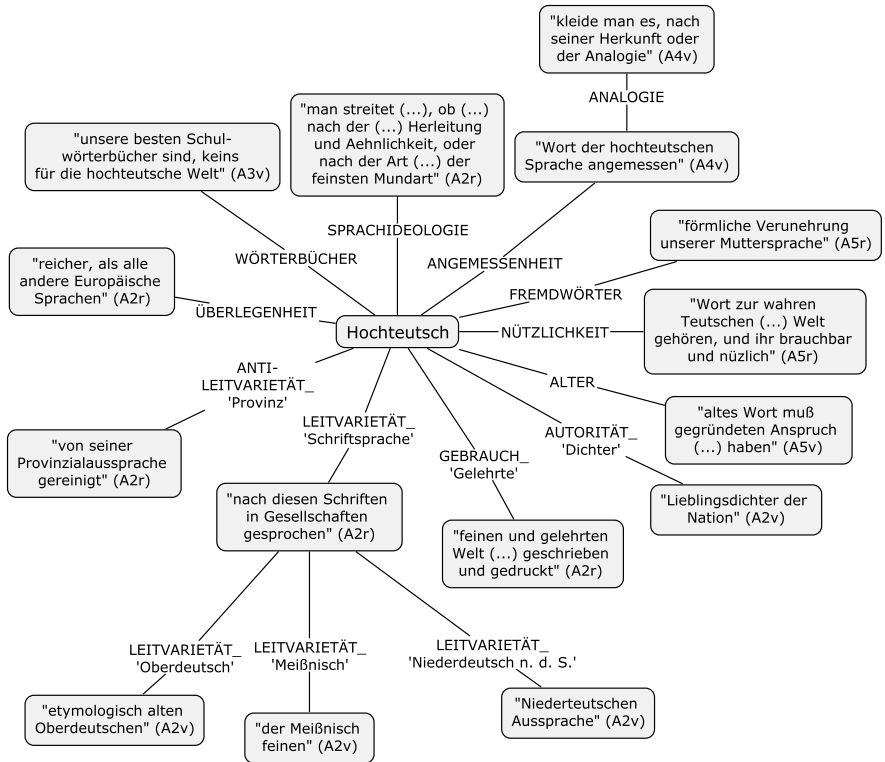 "kleide man es, nach
seiner Herkunft oder
der Analogie" (A4v)
ANALOGIE
"man streitet (...), ob (...)
nach der (...) Herleitung
und Aehnlichkeit, oder
nach der Art (...) der
feinsten Mundart" (A2r)
"unsere besten Schul-
wörterbücher sind, keins
für die hochteutsche Welt" (A3v)
"Wort der hochteutschen
Sprache angemessen" (A4v)
SPRACHIDEOLOGIE
"förmliche Verunehrung
unserer Muttersprache" (A5r)
WÖRTERBÜCHER
ANGEMESSENHEIT
"reicher, als alle
andere Europäische
Sprachen" (A2r)
FREMDWÖRTER
ÜBERLEGENHEIT
Hochteutsch
NÜTZLICHKEIT
"Wort zur wahren
Teutschen (...) Welt
gehören, und ihr brauchbar
und nüzlich" (A5r)
ANTI-
LEITVARIETÄT_
'Provinz'
ALTER
LEITVARIETÄT_
'Schriftsprache'
"altes Wort muß
gegründeten Anspruch
(...) haben" (A5v)
AUTORITÄT_
'Dichter'
GEBRAUCH_
'Gelehrte'
"von seiner
Provinzialaussprache
gereinigt" (A2r)
"nach diesen Schriften
in Gesellschaften
gesprochen" (A2r)
"Lieblingsdichter der
Nation" (A2v)
"feinen und gelehrten
Welt (...) geschrieben
und gedruckt" (A2r)
LEITVARIETÄT_
'Oberdeutsch'
LEITVARIETÄT_
'Meißnisch'
LEITVARIETÄT_
'Niederdeutsch n. d. S.'
"etymologisch alten
Oberdeutschen" (A2v)
"der Meißnisch
feinen" (A2v)
"Niederteutschen
Aussprache" (A2v)